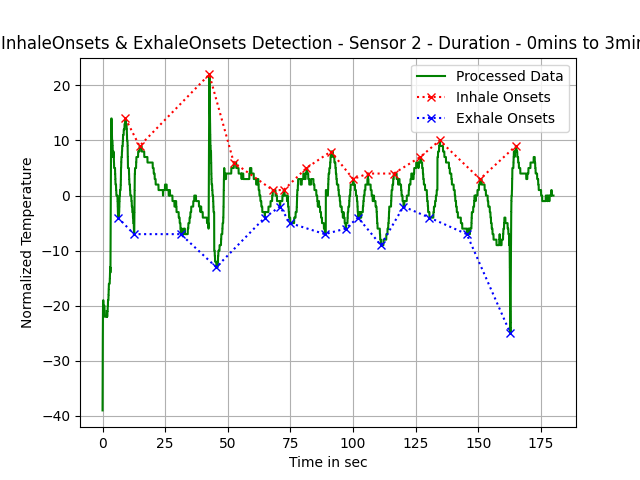 InhaleOnsets & ExhaleOnsets Detection - Sensor 2 - Duration - 0mins to 3min
Processed Data
Inhale Onsets
Exhale Onsets
Normalized Temperature
20
10
0
−10
−20
−30
−40
0 25 50 75 100 125 150 175
Time in sec